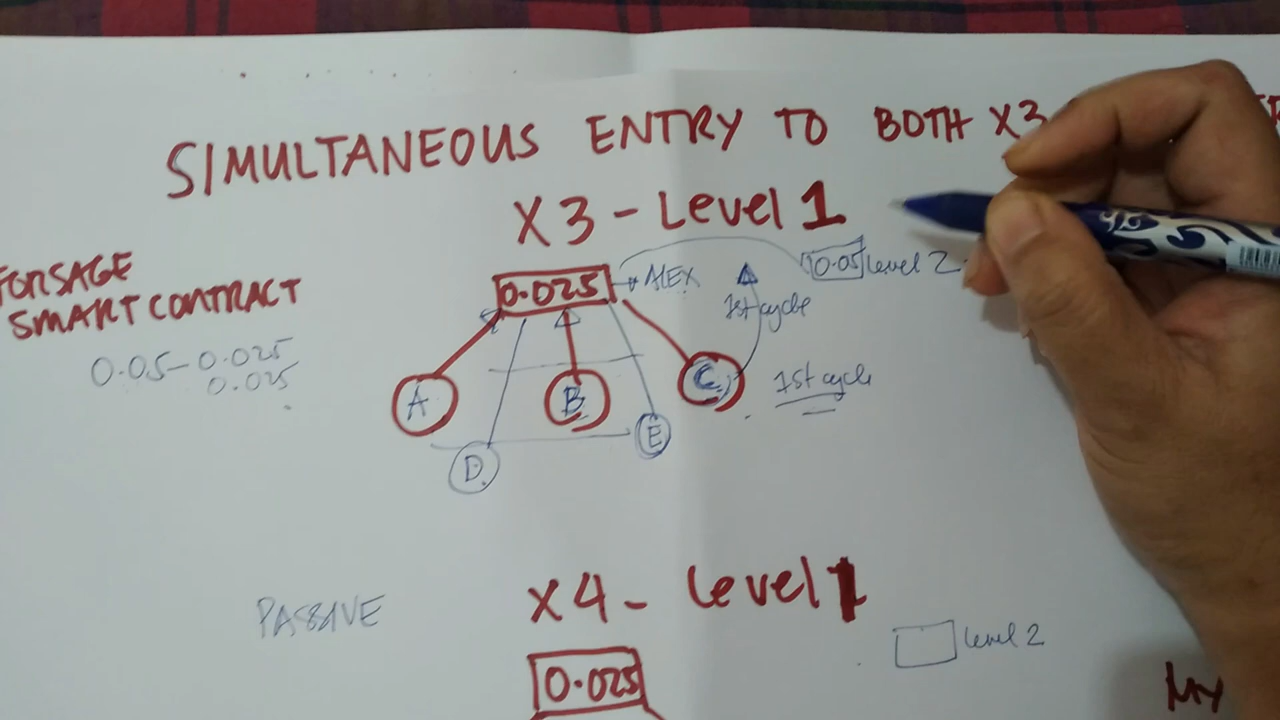 SIMULTANEOUS ENTRY TO BOTH X3
X3 - Level 1
FORSAGE
SMART CONTRACT
0.05 - 0.025
0.025
0.025
ALEX
0.05 Level 2
1st cycle
A
B
C
1st cycle
D
E
X4 - Level 1
PASSIVE
Level 2
0.025
MY